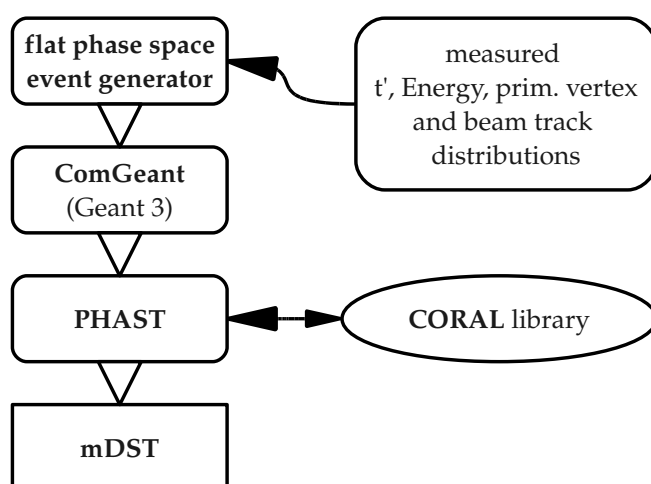 flat phase space
event generator
measured
t', Energy, prim. vertex
and beam track
distributions
ComGeant
(Geant 3)
PHAST
CORAL library
mDST